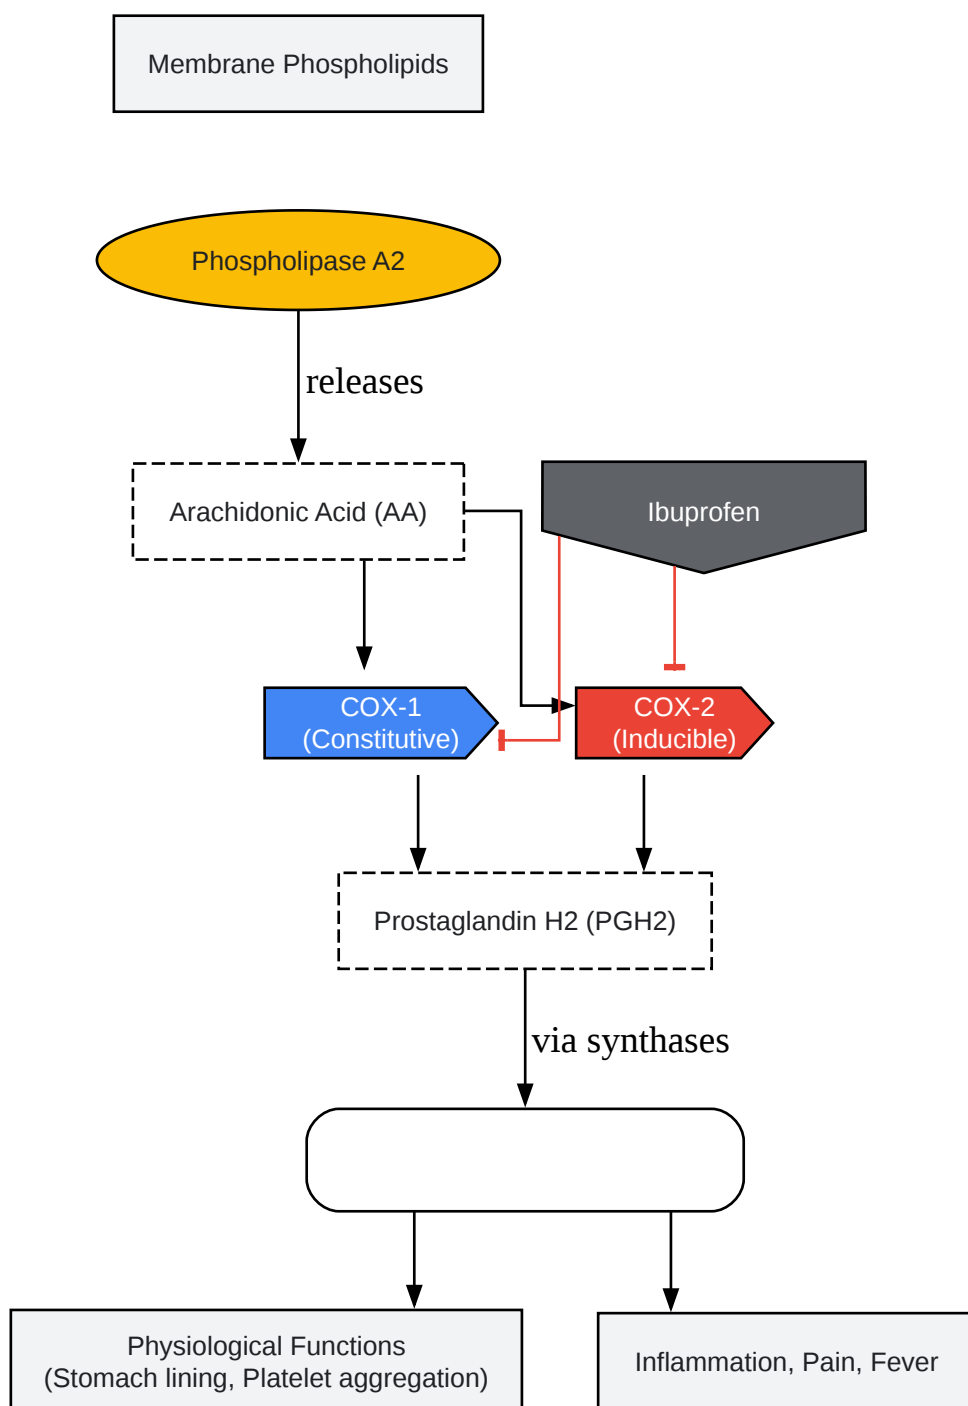 Membrane Phospholipids
Phospholipase A2
releases
Arachidonic Acid (AA)
Ibuprofen
COX-1
(Constitutive)
COX-2
(Inducible)
Prostaglandin H2 (PGH2)
via synthases
Physiological Functions
(Stomach lining, Platelet aggregation)
Inflammation, Pain, Fever